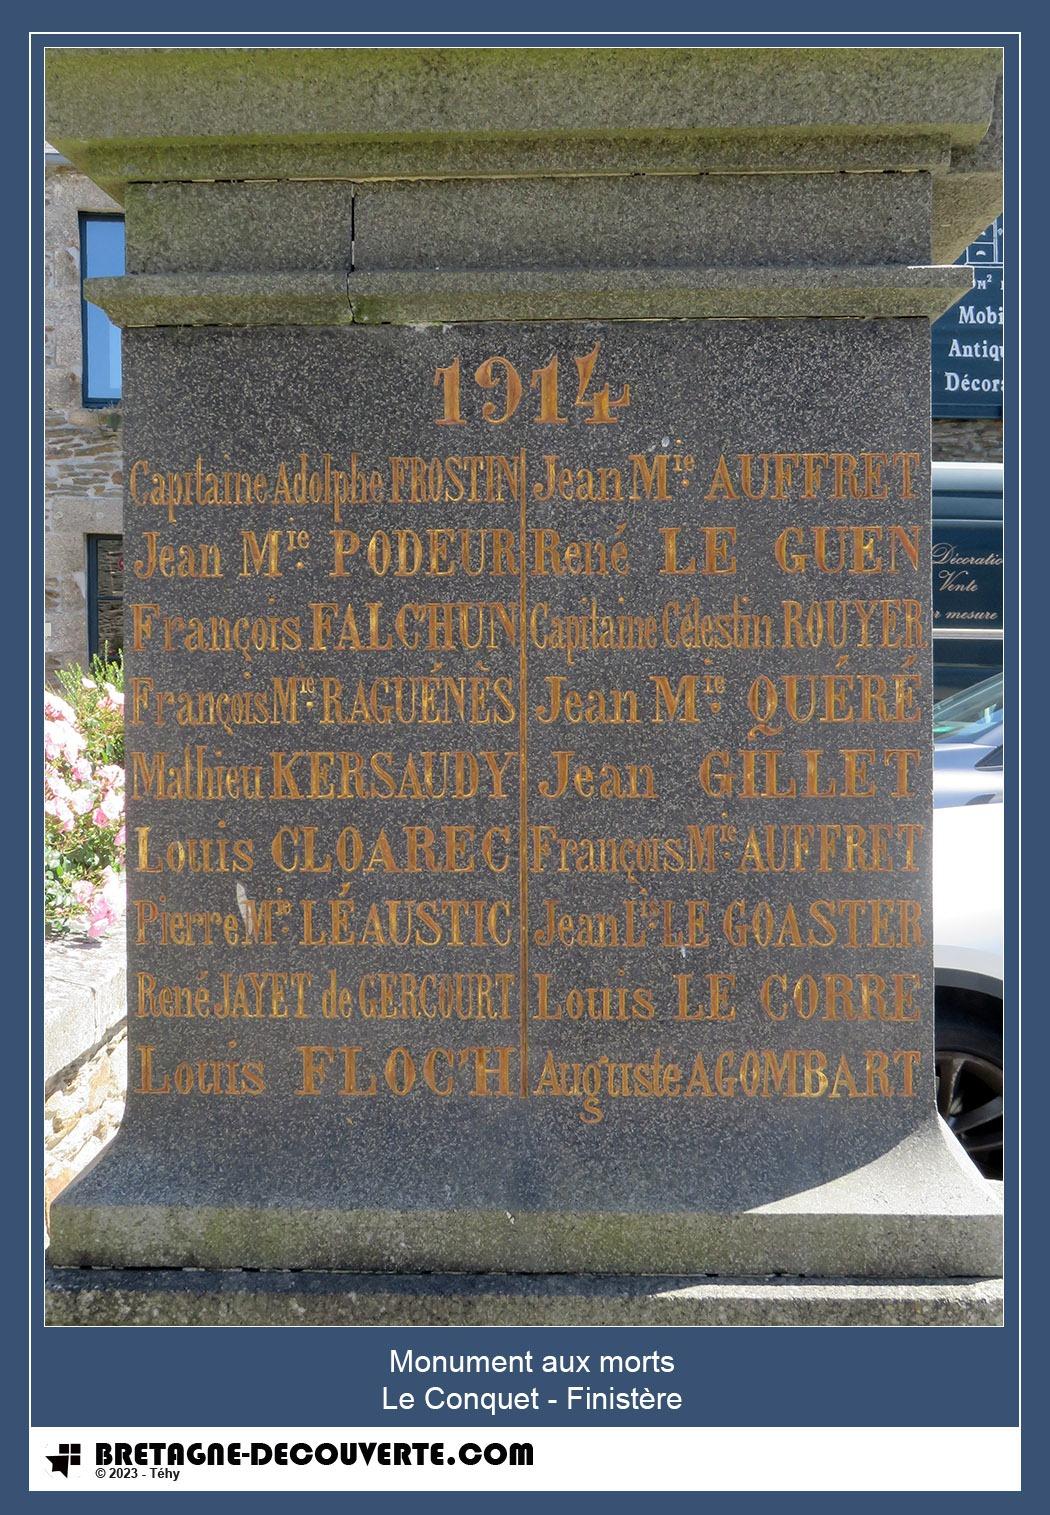 1914
Capitaine Adolphe FROSTIN
Jean Mie. PODEUR
François FALC'HUN
François Mie. RAGUÉNÈS
Mathieu KERSAUDY
Louis CLOAREC
Pierre Mie. LÉAUSTIC
René JAYET de GERCOURT
Louis FLOC'H
Jean Mie. AUFFRET
René LE GUEN
Capitaine Célestin ROUYER
Jean Mie. QUÉRÉ
Jean GILLET
François Mie. AUFFRET
Jean Lis. LE GOASTER
Louis LE CORRE
Auguste AGOMBART
M²
Mobi
Antiqu
Décora
Décoratio
Vente
r mesure
Monument aux morts
Le Conquet - Finistère
BRETAGNE-DECOUVERTE.COM
© 2023 - Téhy